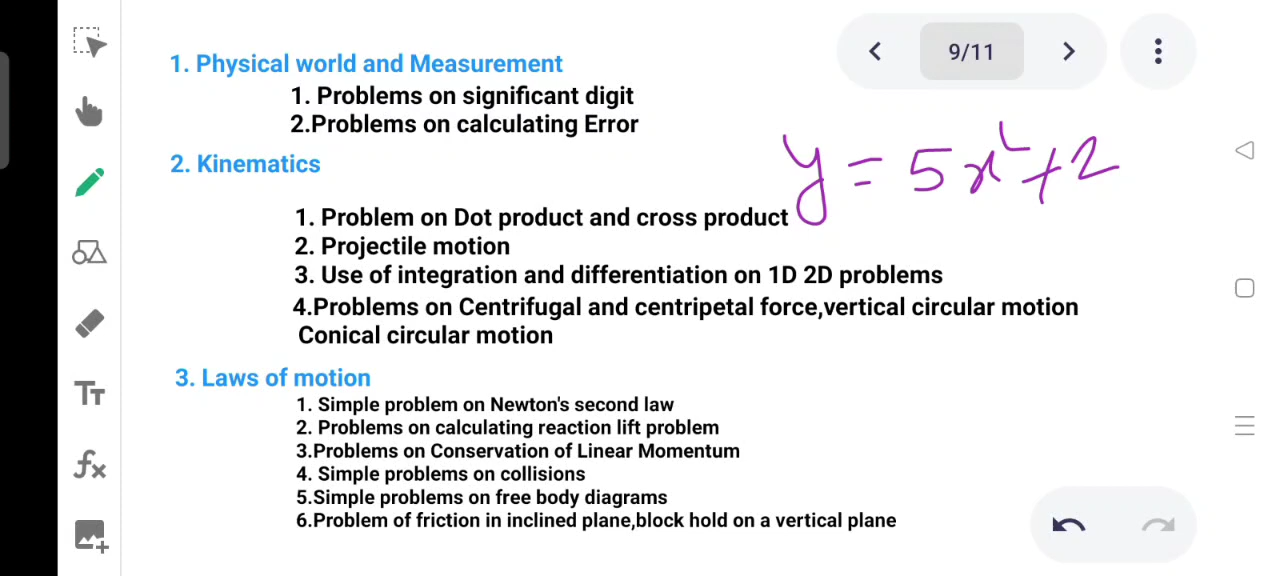 9/11
1. Physical world and Measurement
1. Problems on significant digit
2.Problems on calculating Error
y = 5x²+2
2. Kinematics
1. Problem on Dot product and cross product
2. Projectile motion
3. Use of integration and differentiation on 1D 2D problems
4.Problems on Centrifugal and centripetal force,vertical circular motion
Conical circular motion
3. Laws of motion
1. Simple problem on Newton's second law
2. Problems on calculating reaction lift problem
3.Problems on Conservation of Linear Momentum
4. Simple problems on collisions
5.Simple problems on free body diagrams
6.Problem of friction in inclined plane,block hold on a vertical plane
TT
fx